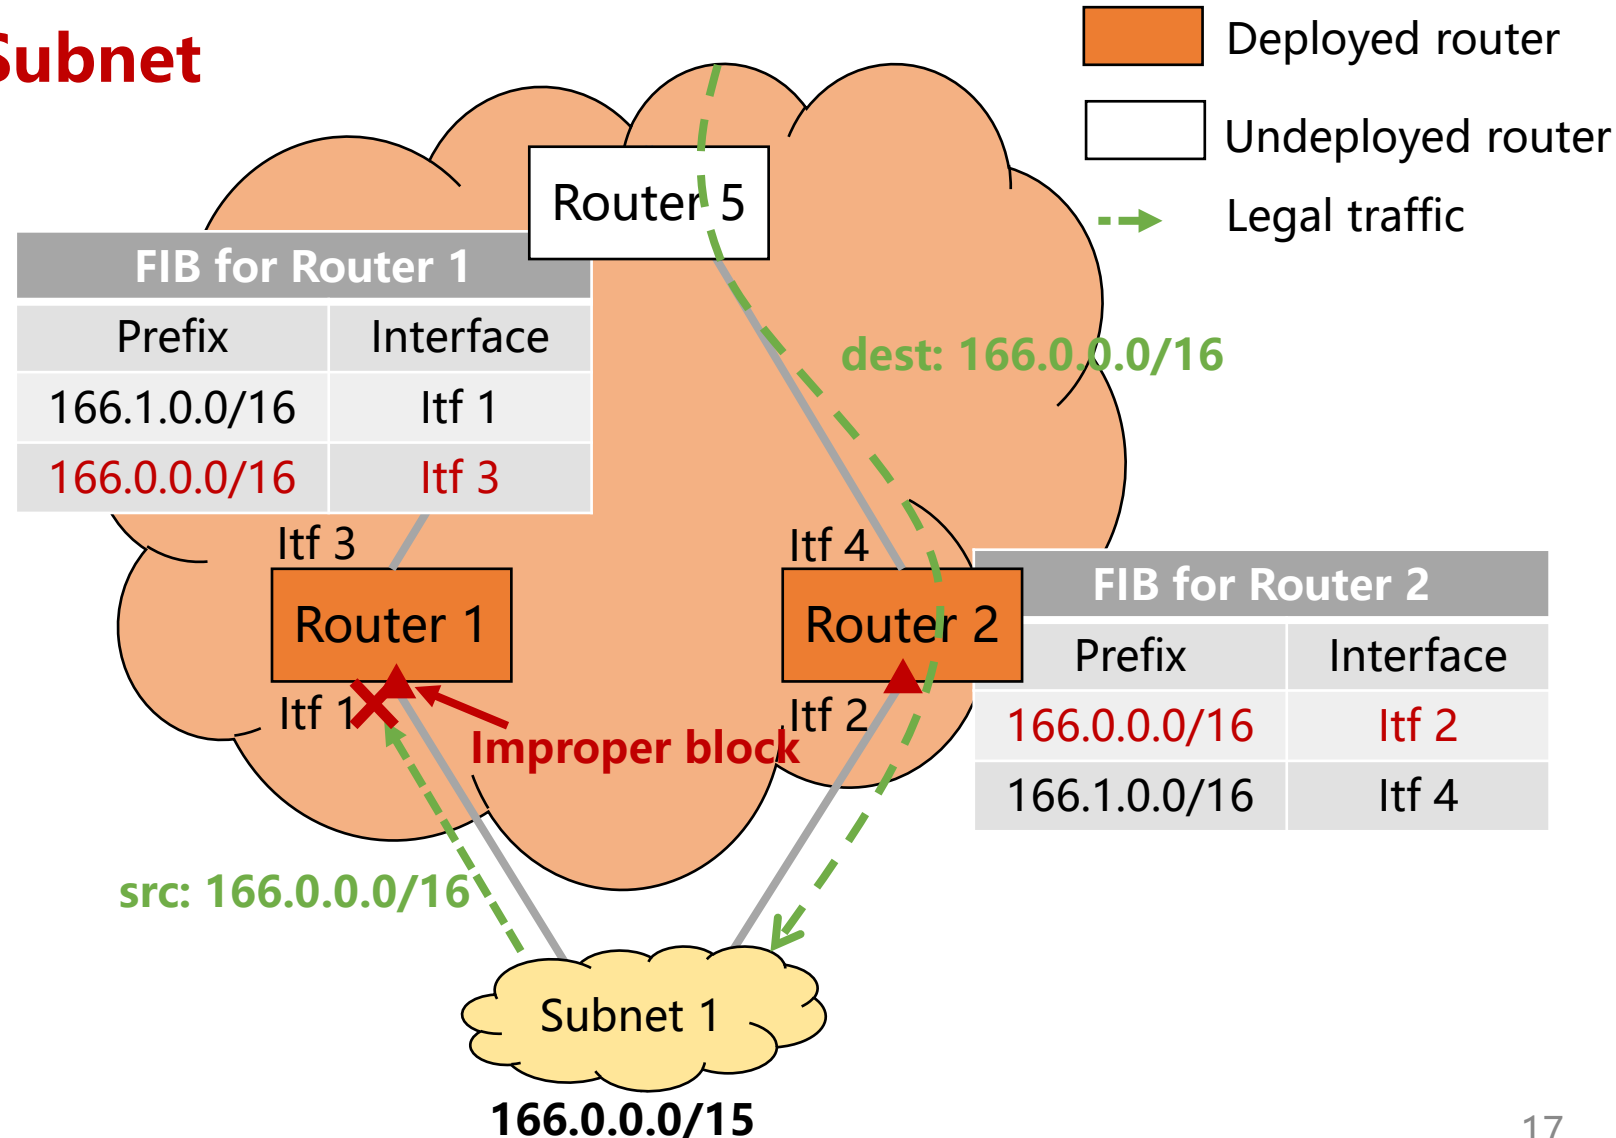 Subnet
Deployed router
Undeployed router
Legal traffic
Router 5
FIB for Router 1
Prefix Interface
166.1.0.0/16 Itf 1
166.0.0.0/16 Itf 3
dest: 166.0.0.0/16
Itf 3
Itf 4
Router 1
Router 2
FIB for Router 2
Prefix Interface
166.0.0.0/16 Itf 2
166.1.0.0/16 Itf 4
Itf 1
Itf 2
Improper block
src: 166.0.0.0/16
Subnet 1
166.0.0.0/15
17